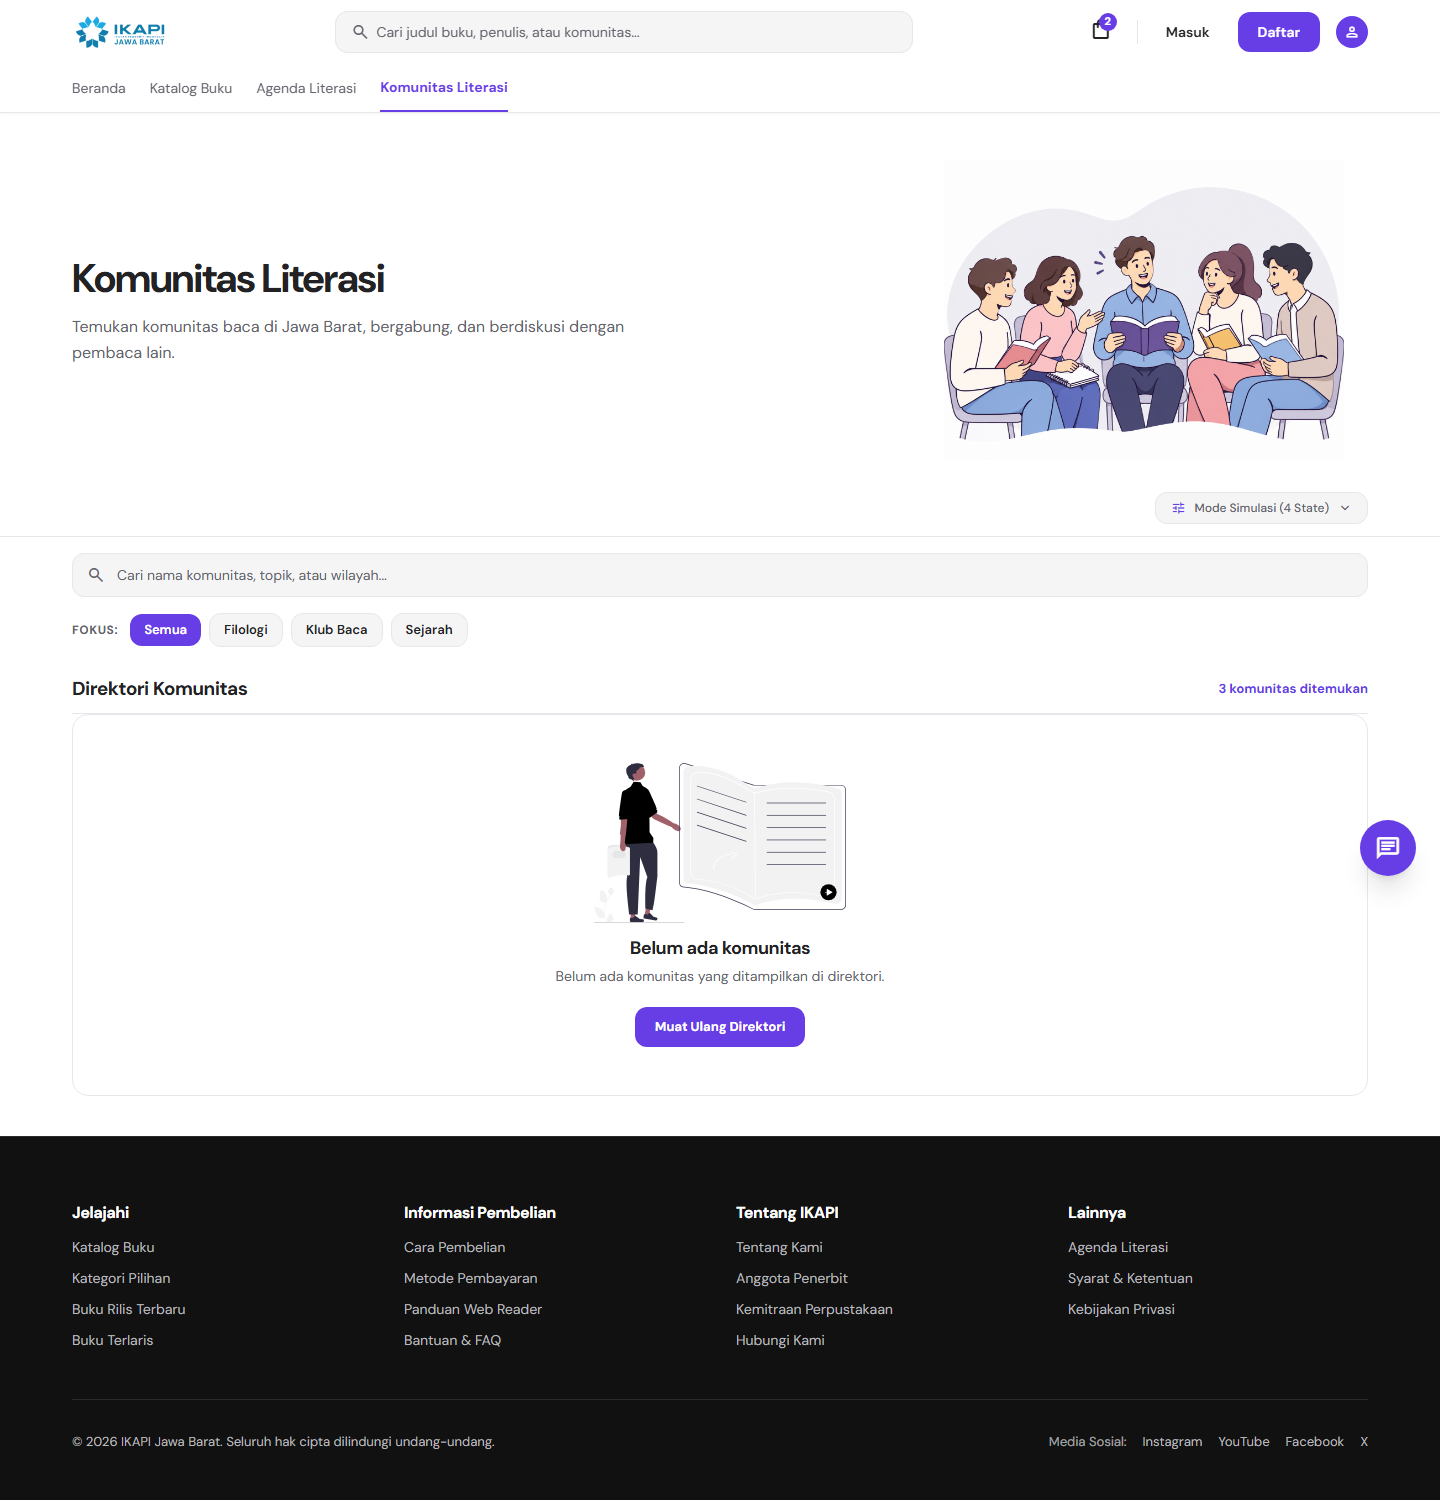 IKAPI
JAWA BARAT
Cari judul buku, penulis, atau komunitas...
2
Masuk
Daftar
Beranda
Katalog Buku
Agenda Literasi
Komunitas Literasi
Komunitas Literasi
Temukan komunitas baca di Jawa Barat, bergabung, dan berdiskusi dengan
pembaca lain.
Mode Simulasi (4 State)
Cari nama komunitas, topik, atau wilayah...
FOKUS:
Semua
Filologi
Klub Baca
Sejarah
Direktori Komunitas
3 komunitas ditemukan
Belum ada komunitas
Belum ada komunitas yang ditampilkan di direktori.
Muat Ulang Direktori
Jelajahi
Katalog Buku
Kategori Pilihan
Buku Rilis Terbaru
Buku Terlaris
Informasi Pembelian
Cara Pembelian
Metode Pembayaran
Panduan Web Reader
Bantuan & FAQ
Tentang IKAPI
Tentang Kami
Anggota Penerbit
Kemitraan Perpustakaan
Hubungi Kami
Lainnya
Agenda Literasi
Syarat & Ketentuan
Kebijakan Privasi
© 2026 IKAPI Jawa Barat. Seluruh hak cipta dilindungi undang-undang.
Media Sosial:
Instagram
YouTube
Facebook
X